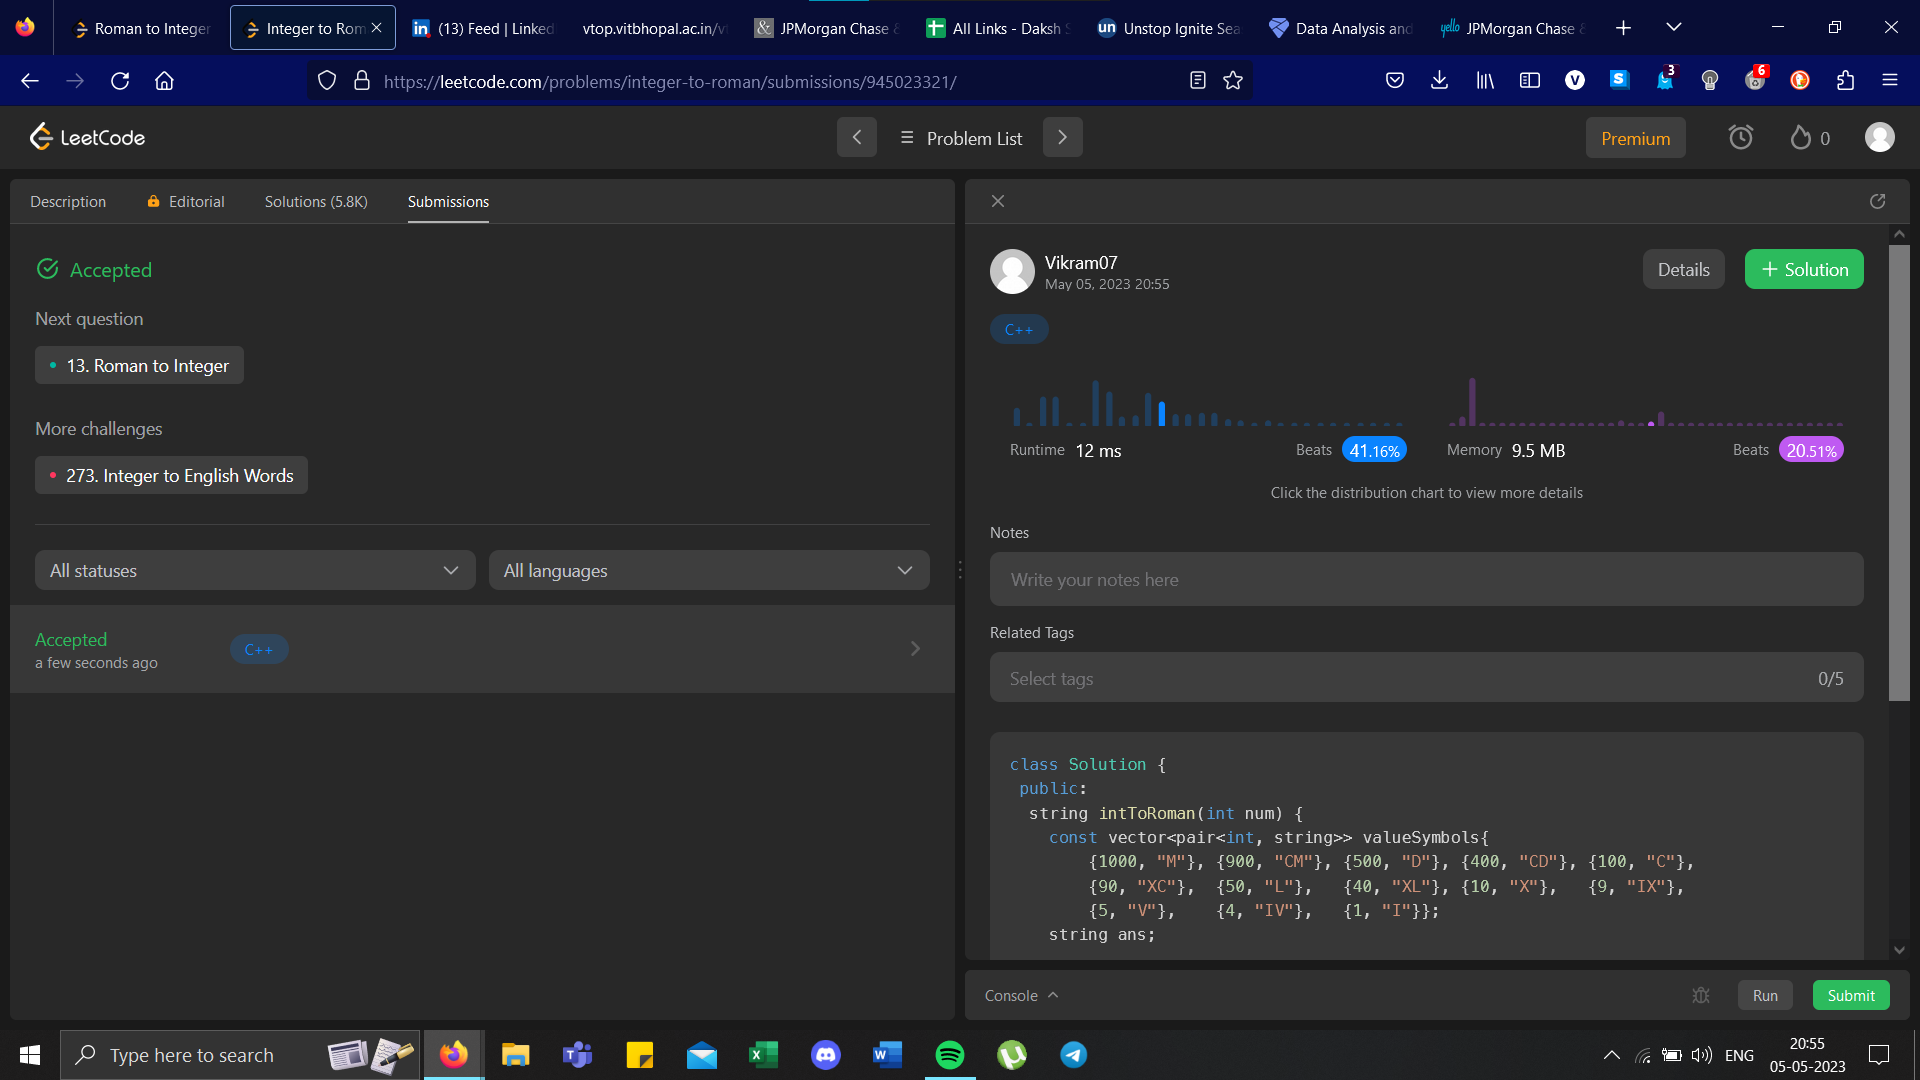 Roman to Integer
Integer to Rom
(13) Feed | Linked
vtop.vitbhopal.ac.in/v
JPMorgan Chase &
All Links - Daksh S
un
Unstop Ignite Sea
Data Analysis and
yello
JPMorgan Chase &
https://leetcode.com/problems/integer-to-roman/submissions/945023321/
V
S
3
6
LeetCode
Problem List
Premium
0
Description
Editorial
Solutions (5.8K)
Submissions
Accepted
Next question
13. Roman to Integer
More challenges
273. Integer to English Words
All statuses
All languages
Accepted
a few seconds ago
C++
Vikram07
May 05, 2023 20:55
Details
+ Solution
C++
Runtime 12 ms
Beats 41.16%
Memory 9.5 MB
Beats 20.51%
Click the distribution chart to view more details
Notes
Write your notes here
Related Tags
Select tags
0/5
class Solution {
public:
string intToRoman(int num) {
const vector<pair<int, string>> valueSymbols{
{1000, "M"}, {900, "CM"}, {500, "D"}, {400, "CD"}, {100, "C"},
{90, "XC"}, {50, "L"}, {40, "XL"}, {10, "X"}, {9, "IX"},
{5, "V"}, {4, "IV"}, {1, "I"}};
string ans;
Console
Run
Submit
Type here to search
ENG
20:55
05-05-2023